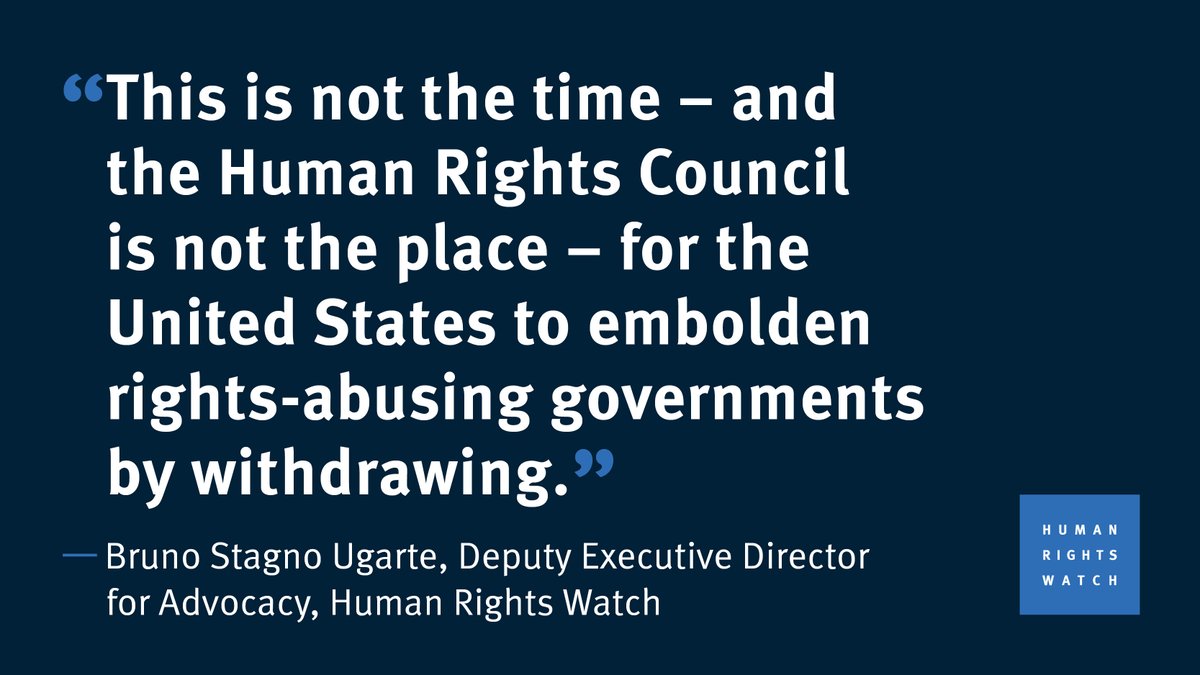 “This is not the time – and
the Human Rights Council
is not the place – for the
United States to embolden
rights-abusing governments
by withdrawing.”
— Bruno Stagno Ugarte, Deputy Executive Director
for Advocacy, Human Rights Watch
HUMAN
RIGHTS
WATCH